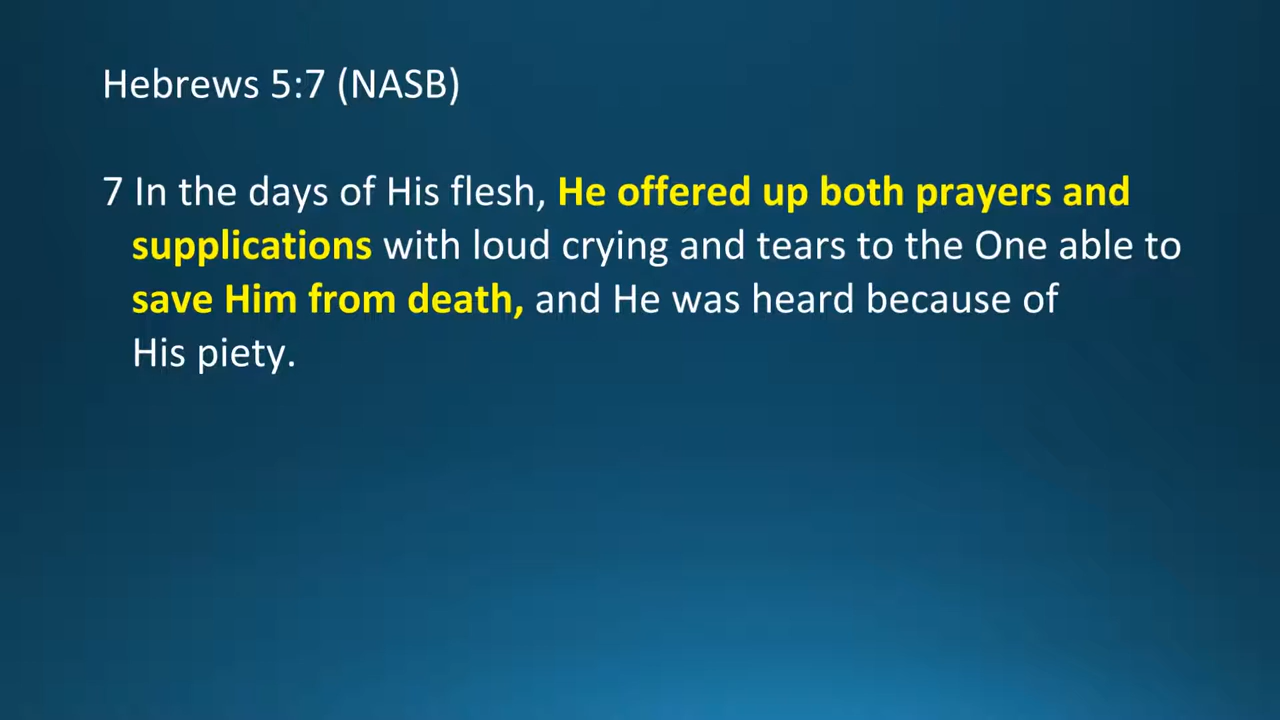 Hebrews 5:7 (NASB)
7 In the days of His flesh, He offered up both prayers and
supplications with loud crying and tears to the One able to
save Him from death, and He was heard because of
His piety.